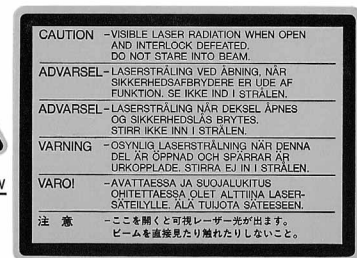 CAUTION –VISIBLE LASER RADIATION WHEN OPEN
AND INTERLOCK DEFEATED.
DO NOT STARE INTO BEAM.
ADVARSEL–LASERSTRÅLING VED ÅBNING, NÅR
SIKKERHEDSAFBRYDERE ER UDE AF
FUNKTION. SE IKKE IND I STRÅLEN.
ADVARSEL–LASERSTRÅLING NÅR DEKSEL ÅPNES
OG SIKKERHEDSLÅS BRYTES.
STIRR IKKE INN I STRÅLEN.
VARNING –OSYNLIG LASERSTRÅLNING NÄR DENNA
DEL ÄR ÖPPNAD OCH SPÄRRAR ÄR
URKOPPLADE. STIRRA EJ IN I STRÅLEN.
VARO! –AVATTAESSA JA SUOJALUKITUS
OHITETTAESSA OLET ALTTIINA LASER-
SÄTEILYLLE. ÄLÄ TUIJOTA SÄTEESEEN.
注 意 –ここを開くと可視レーザー光が出ます。
ビームを直接見たり触れたりしないこと。